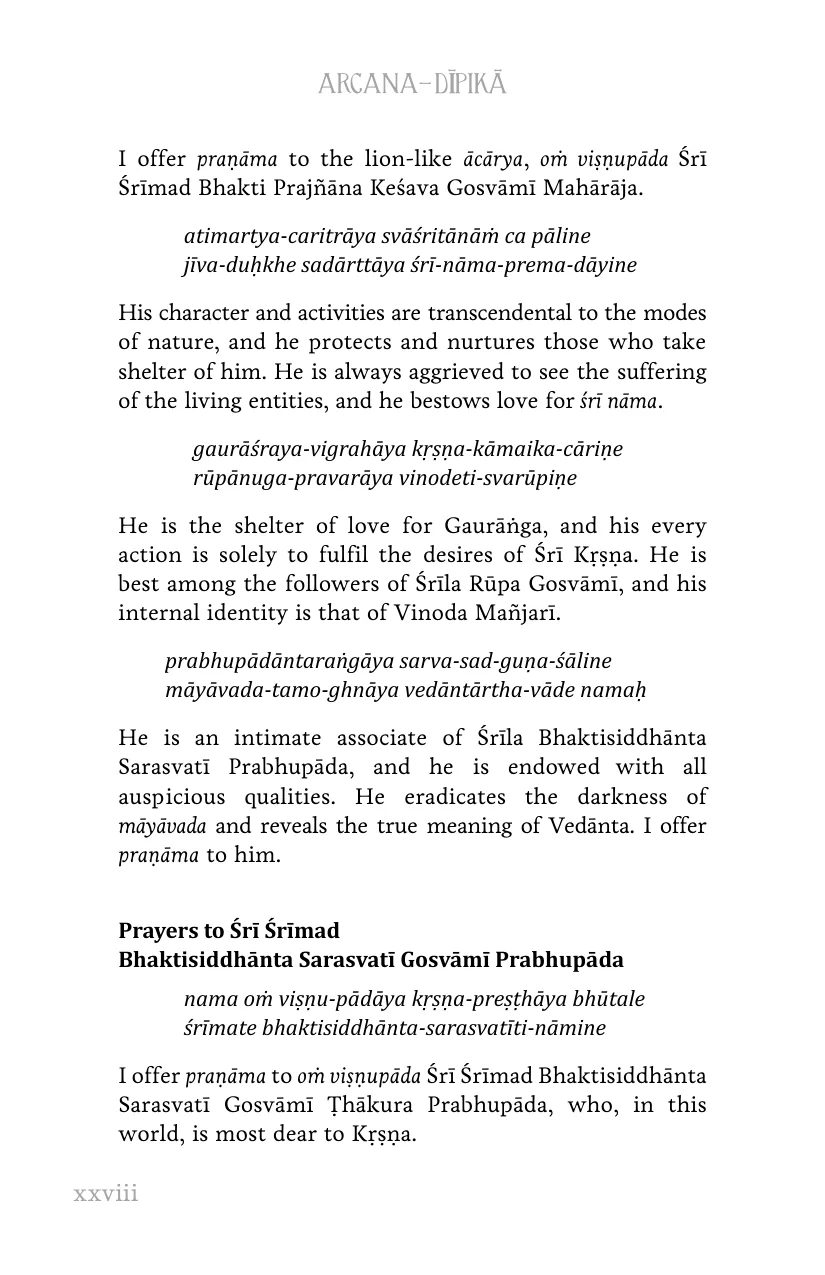 ARCANA–DĪPIKĀ
I offer praṇāma to the lion-like ācārya, oṁ viṣṇupāda Śrī
Śrīmad Bhakti Prajñāna Keśava Gosvāmī Mahārāja.
atimartya-caritrāya svāśritānāṁ ca pāline
jīva-duḥkhe sadārttāya śrī-nāma-prema-dāyine
His character and activities are transcendental to the modes
of nature, and he protects and nurtures those who take
shelter of him. He is always aggrieved to see the suffering
of the living entities, and he bestows love for śrī nāma.
gaurāśraya-vigrahāya kṛṣṇa-kāmaika-cāriṇe
rūpānuga-pravarāya vinodeti-svarūpiṇe
He is the shelter of love for Gaurāṅga, and his every
action is solely to fulfil the desires of Śrī Kṛṣṇa. He is
best among the followers of Śrīla Rūpa Gosvāmī, and his
internal identity is that of Vinoda Mañjarī.
prabhupādāntaraṅgāya sarva-sad-guṇa-śāline
māyāvada-tamo-ghnāya vedāntārtha-vāde namaḥ
He is an intimate associate of Śrīla Bhaktisiddhānta
Sarasvatī Prabhupāda, and he is endowed with all
auspicious qualities. He eradicates the darkness of
māyāvada and reveals the true meaning of Vedānta. I offer
praṇāma to him.
Prayers to Śrī Śrīmad
Bhaktisiddhānta Sarasvatī Gosvāmī Prabhupāda
nama oṁ viṣṇu-pādāya kṛṣṇa-preṣṭhāya bhūtale
śrīmate bhaktisiddhānta-sarasvatīti-nāmine
I offer praṇāma to oṁ viṣṇupāda Śrī Śrīmad Bhaktisiddhānta
Sarasvatī Gosvāmī Ṭhākura Prabhupāda, who, in this
world, is most dear to Kṛṣṇa.
xxviii